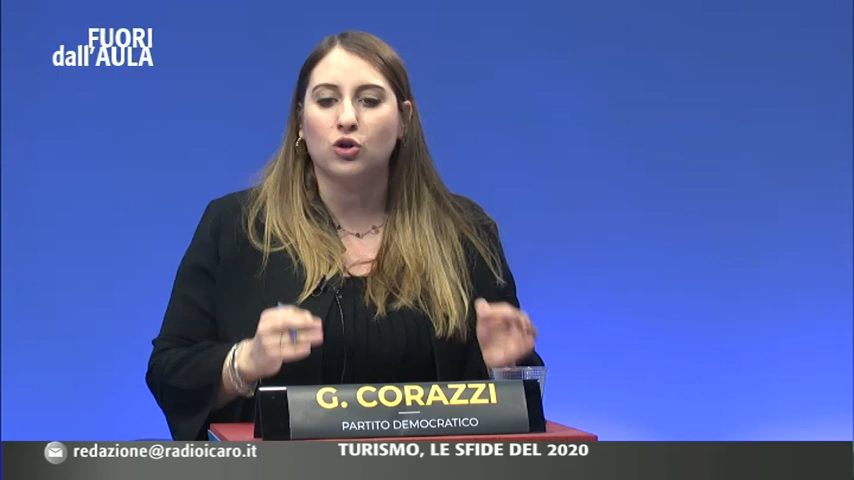 FUORI
dall'AULA
G. CORAZZI
PARTITO DEMOCRATICO
redazione@radioicaro.it
TURISMO, LE SFIDE DEL 2020